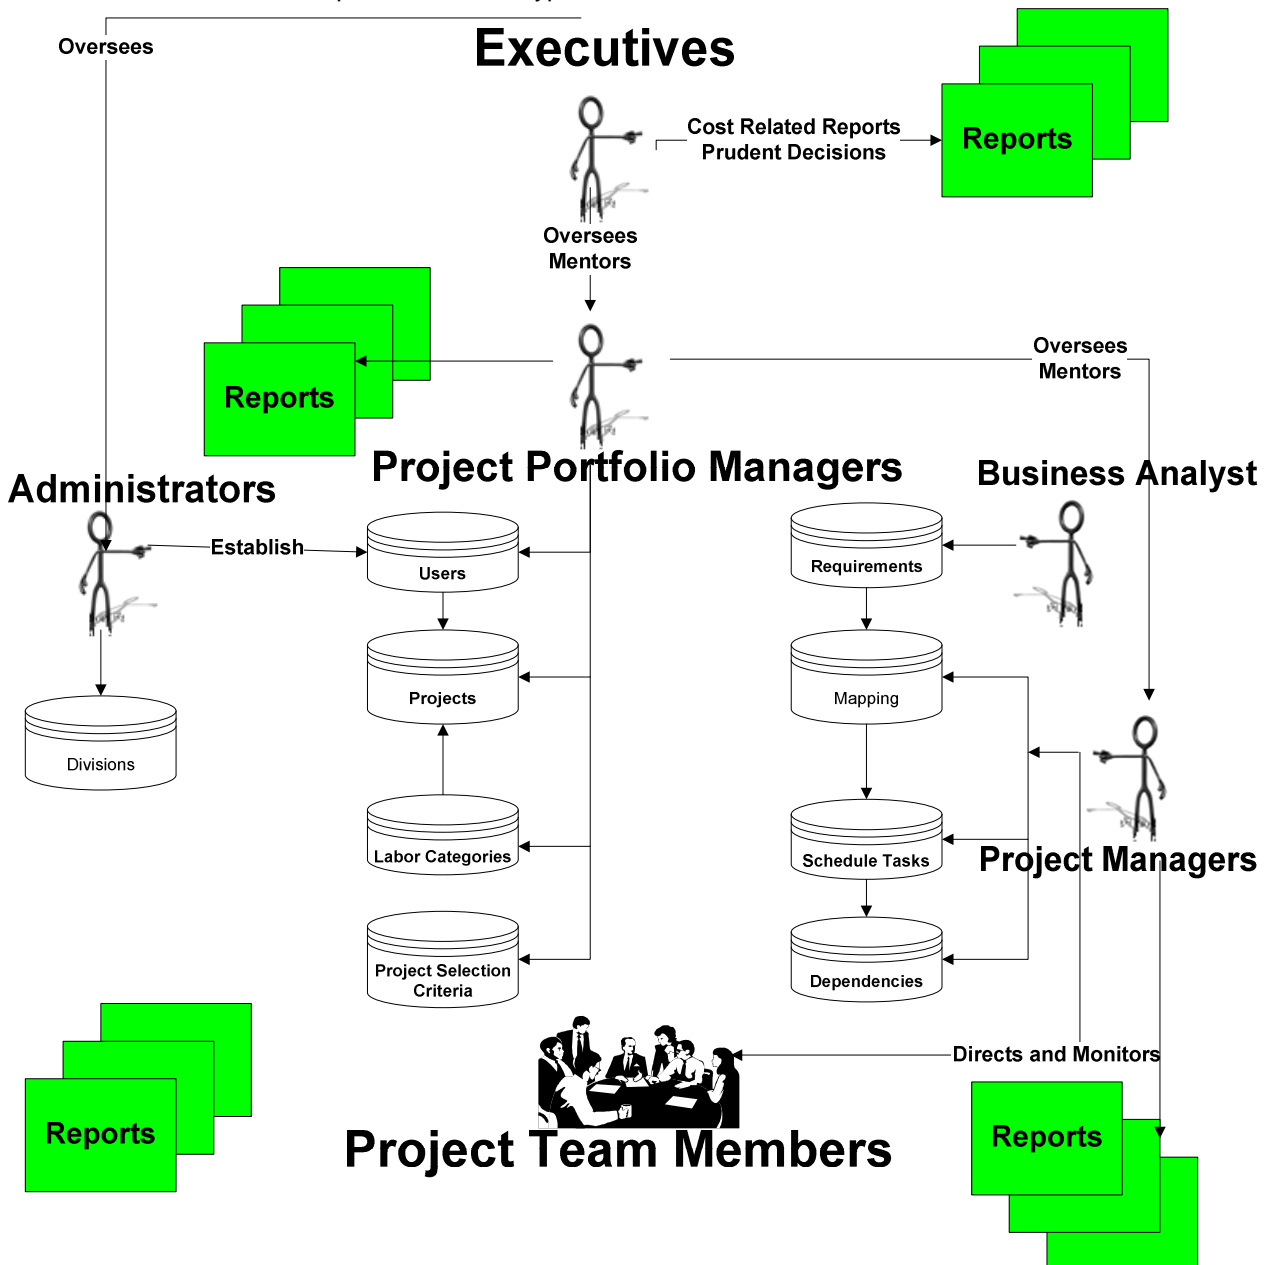 Oversees
Executives
Cost Related Reports
Prudent Decisions
Reports
Oversees
Mentors
Reports
Oversees
Mentors
Project Portfolio Managers
Business Analyst
Administrators
Establish
Users
Requirements
Projects
Mapping
Divisions
Labor Categories
Schedule Tasks
Project Managers
Project Selection
Criteria
Dependencies
Directs and Monitors
Reports
Reports
Project Team Members